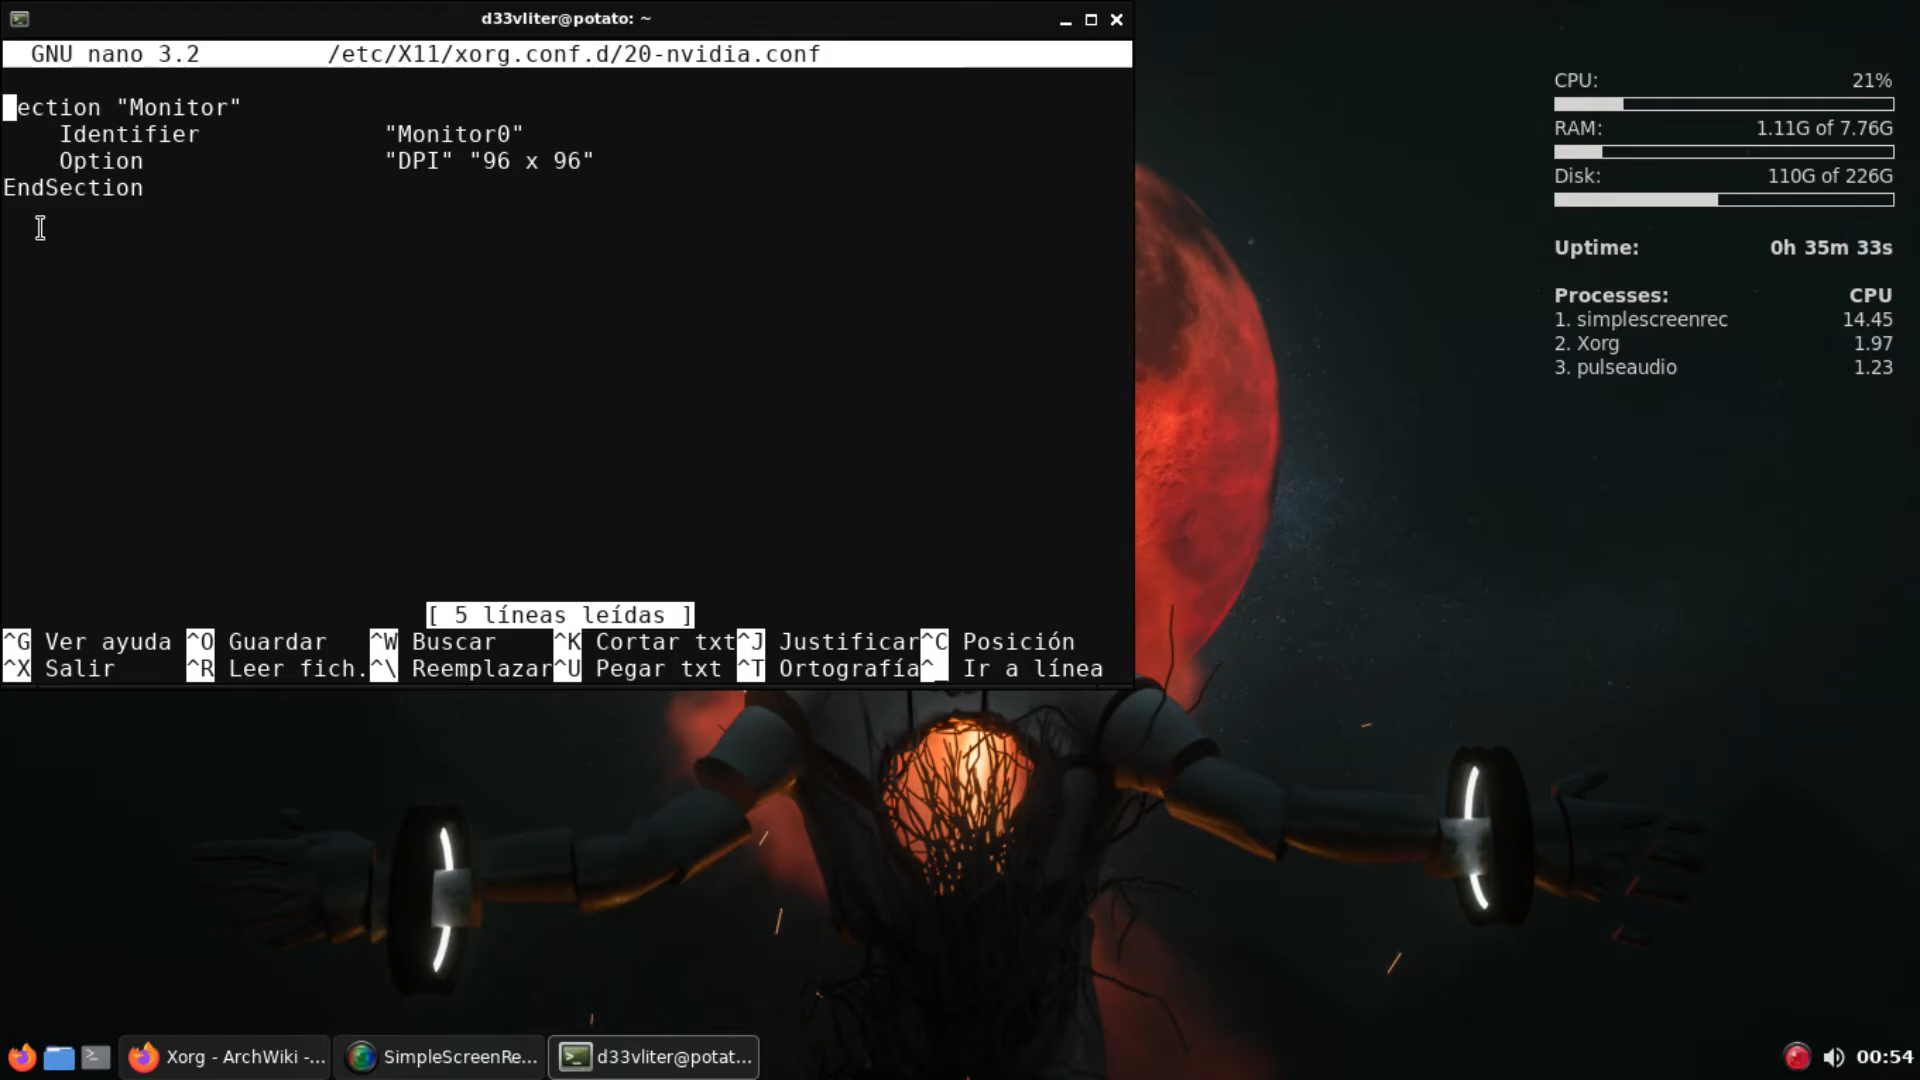 d33vliter@potato: ~
GNU nano 3.2 /etc/X11/xorg.conf.d/20-nvidia.conf
ection "Monitor"
Identifier "Monitor0"
Option "DPI" "96 x 96"
EndSection
[ 5 líneas leídas ]
^G Ver ayuda ^O Guardar ^W Buscar ^K Cortar txt ^J Justificar ^C Posición
^X Salir ^R Leer fich. ^\ Reemplazar ^U Pegar txt ^T Ortografía ^_ Ir a línea
CPU: 21%
RAM: 1.11G of 7.76G
Disk: 110G of 226G
Uptime: 0h 35m 33s
Processes: CPU
1. simplescreenrec 14.45
2. Xorg 1.97
3. pulseaudio 1.23
Xorg - ArchWiki -...
SimpleScreenRe...
d33vliter@potat...
00:54